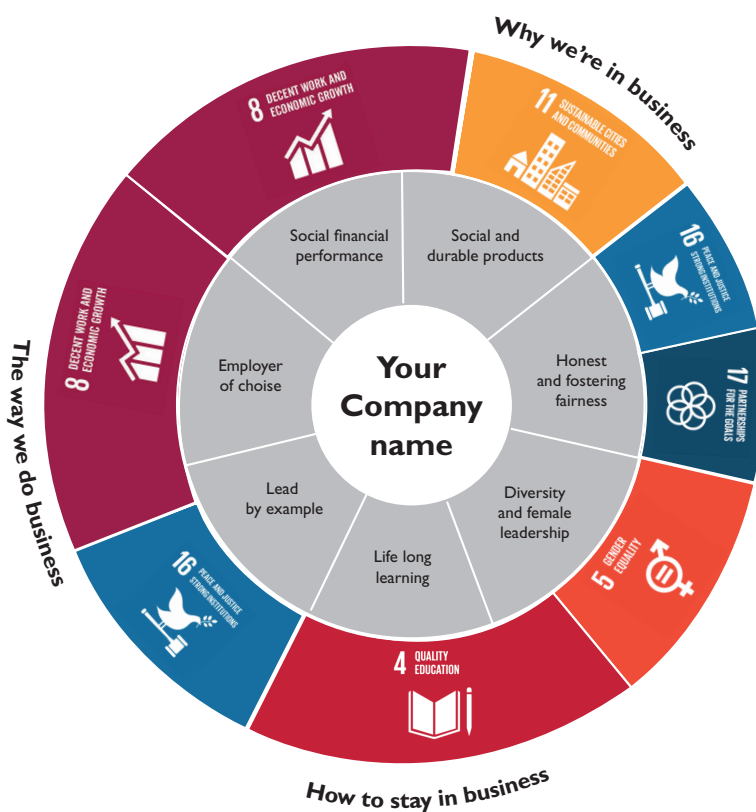 Why we're in business
8 DECENT WORK AND
ECONOMIC GROWTH
11 SUSTAINABLE CITIES
AND COMMUNITIES
16 PEACE AND JUSTICE
STRONG INSTITUTIONS
17 PARTNERSHIPS
FOR THE GOALS
5 GENDER
EQUALITY
4 QUALITY
EDUCATION
16 PEACE AND JUSTICE
STRONG INSTITUTIONS
8 DECENT WORK AND
ECONOMIC GROWTH
Social financial
performance
Social and
durable products
Honest
and fostering
fairness
Diversity
and female
leadership
Life long
learning
Lead
by example
Employer
of choise
Your
Company
name
The way we do business
How to stay in business